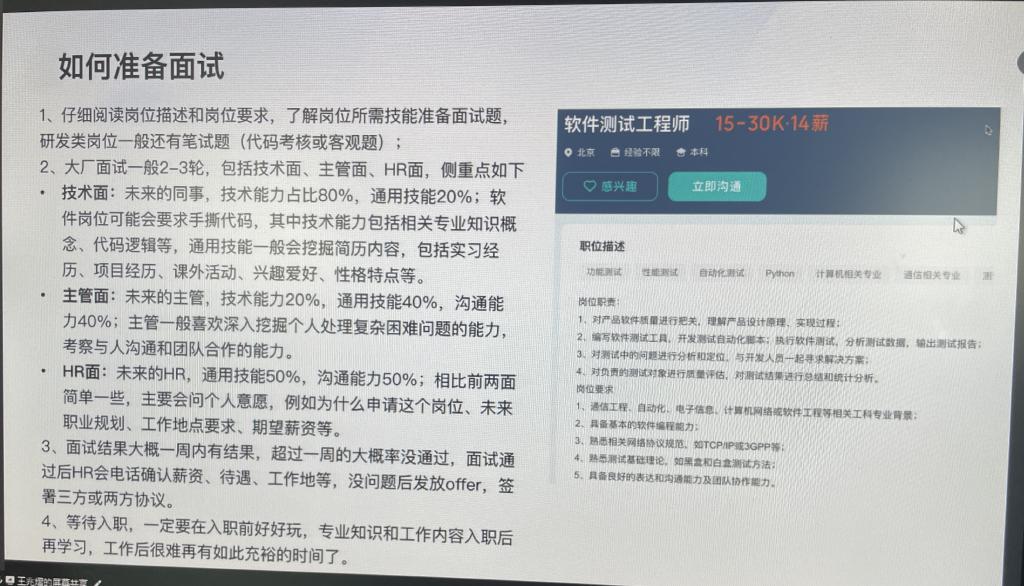 如何准备面试
1、仔细阅读岗位描述和岗位要求，了解岗位所需技能准备面试题，
研发类岗位一般还有笔试题（代码考核或客观题）；
2、大厂面试一般2-3轮，包括技术面、主管面、HR面，侧重点如下
• 技术面：未来的同事，技术能力占比80%，通用技能20%；软
件岗位可能会要求手撕代码，其中技术能力包括相关专业知识概
念、代码逻辑等，通用技能一般会挖掘简历内容，包括实习经
历、项目经历、课外活动、兴趣爱好、性格特点等。
• 主管面：未来的主管，技术能力20%，通用技能40%，沟通能
力40%；主管一般喜欢深入挖掘个人处理复杂困难问题的能力，
考察与人沟通和团队合作的能力。
• HR面：未来的HR，通用技能50%，沟通能力50%；相比前两面
简单一些，主要会问个人意愿，例如为什么申请这个岗位、未来
职业规划、工作地点要求、期望薪资等。
3、面试结果大概一周内有结果，超过一周的大概率没通过，面试通
过后HR会电话确认薪资、待遇、工作地等，没问题后发放offer，签
署三方或两方协议。
4、等待入职，一定要在入职前好好玩，专业知识和工作内容入职后
再学习，工作后很难再有如此充裕的时间了。
软件测试工程师 15-30K·14薪
北京 经验不限 本科
感兴趣 立即沟通
职位描述
功能测试 性能测试 自动化测试 Python 计算机相关专业 通信相关专业 测
岗位职责：
1、对产品软件质量进行把关，理解产品设计原理、实现过程；
2、编写软件测试工具，开发测试自动化脚本；执行软件测试，分析测试数据，输出测试报告；
3、对测试中的问题进行分析和定位，与开发人员一起寻求解决方案；
4、对负责的测试对象进行质量评估，对测试结果进行总结和统计分析。
岗位要求
1、通信工程、自动化、电子信息、计算机网络或软件工程等相关工科专业背景；
2、具备基本的软件编程能力；
3、熟悉相关网络协议规范，如TCP/IP或3GPP等；
4、熟悉测试基础理论，如黑盒和白盒测试方法；
5、具备良好的表达和沟通能力及团队协作能力。
的屏幕共享